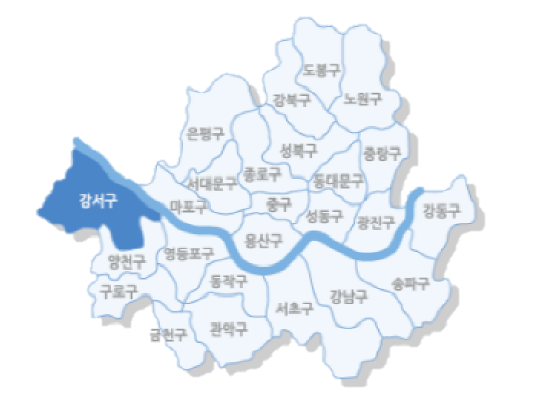 도봉구
강북구
노원구
은평구
성북구
중랑구
서대문구
종로구
동대문구
강서구
마포구
중구
성동구
광진구
강동구
용산구
양천구
영등포구
동작구
송파구
구로구
강남구
서초구
금천구
관악구